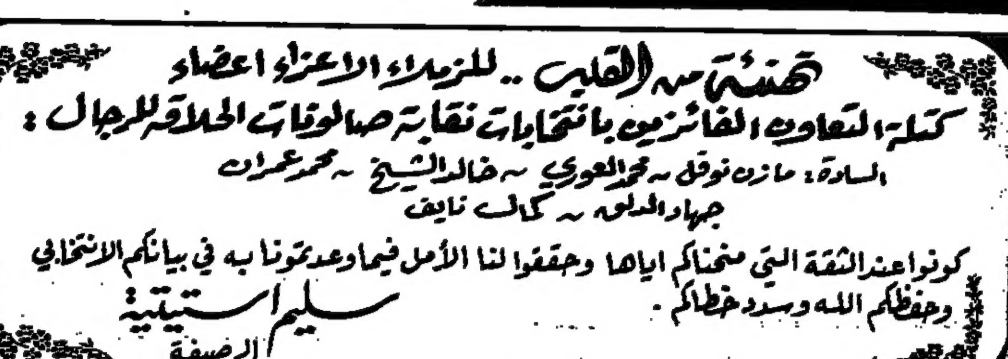 تهنئة من القلب .. للزملاء الاعزاء اعضاء
كتلة التعاون الفائزين بانتخابات نقابة صالونات الحلاقة للرجال :
السادة : مازن نوفل ~ محمد العوري ~ خالد الشيخ ~ محمد عمران
جهاد المدلق ~ كمال نايف
كونوا عند الثقة التي منحناكم اياها وحققوا لنا الأمل فيما وعدتمونا به في بيانكم الانتخابي
وحفظكم الله وسدد خطاكم .
سليم استيتية
الرصيفة